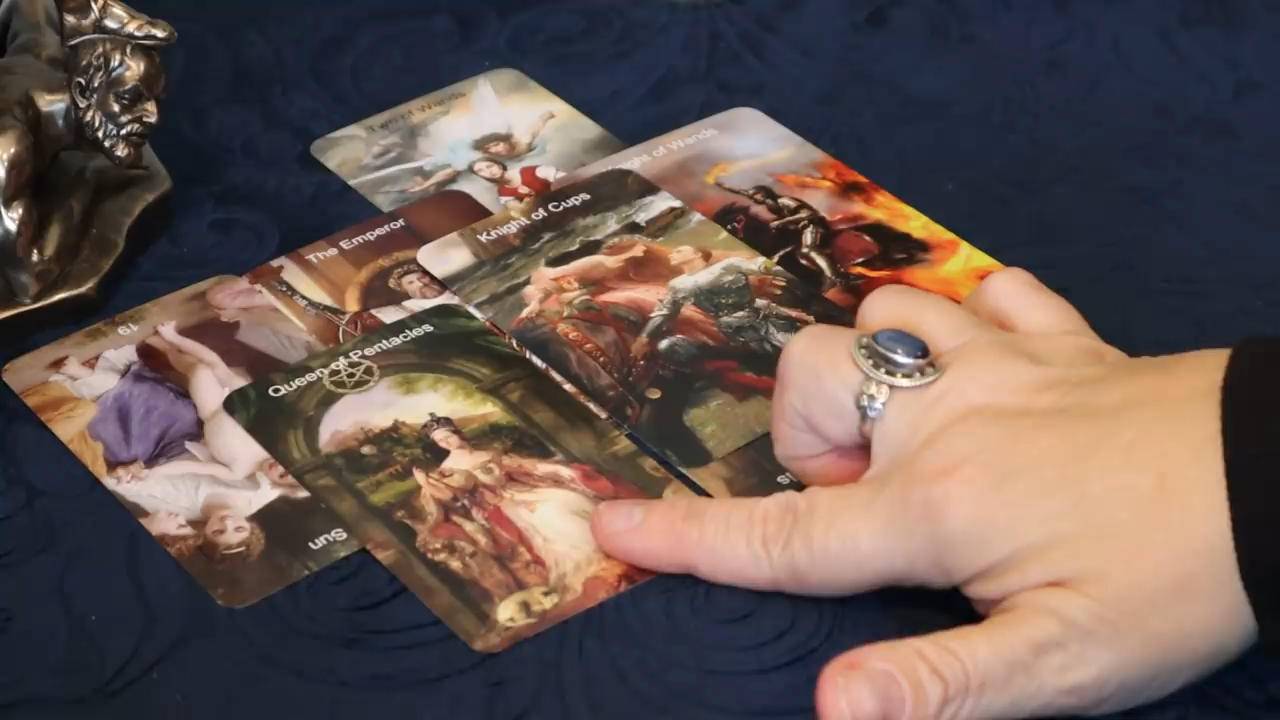 Two of Wands
Knight of Wands
Knight of Cups
The Emperor
Queen of Pentacles
19
Sun